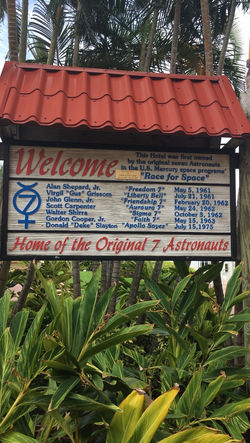 Welcome
This Hotel was first owned
by the original seven Astronauts
in the U.S. Mercury space programs
"Race for Space"
Alan Shepard, Jr. "Freedom 7" May 5, 1961
Virgil "Gus" Grissom "Liberty Bell" July 21, 1961
John Glenn, Jr. "Friendship 7" February 20, 1962
Scott Carpenter "Auroura 7" May 24, 1962
Walter Shirra "Sigma 7" October 3, 1962
Gordon Cooper, Jr. "Faith 7" May 15, 1963
Donald "Deke" Slayton "Apollo Soyez" July 15, 1975
Home of the Original 7 Astronauts